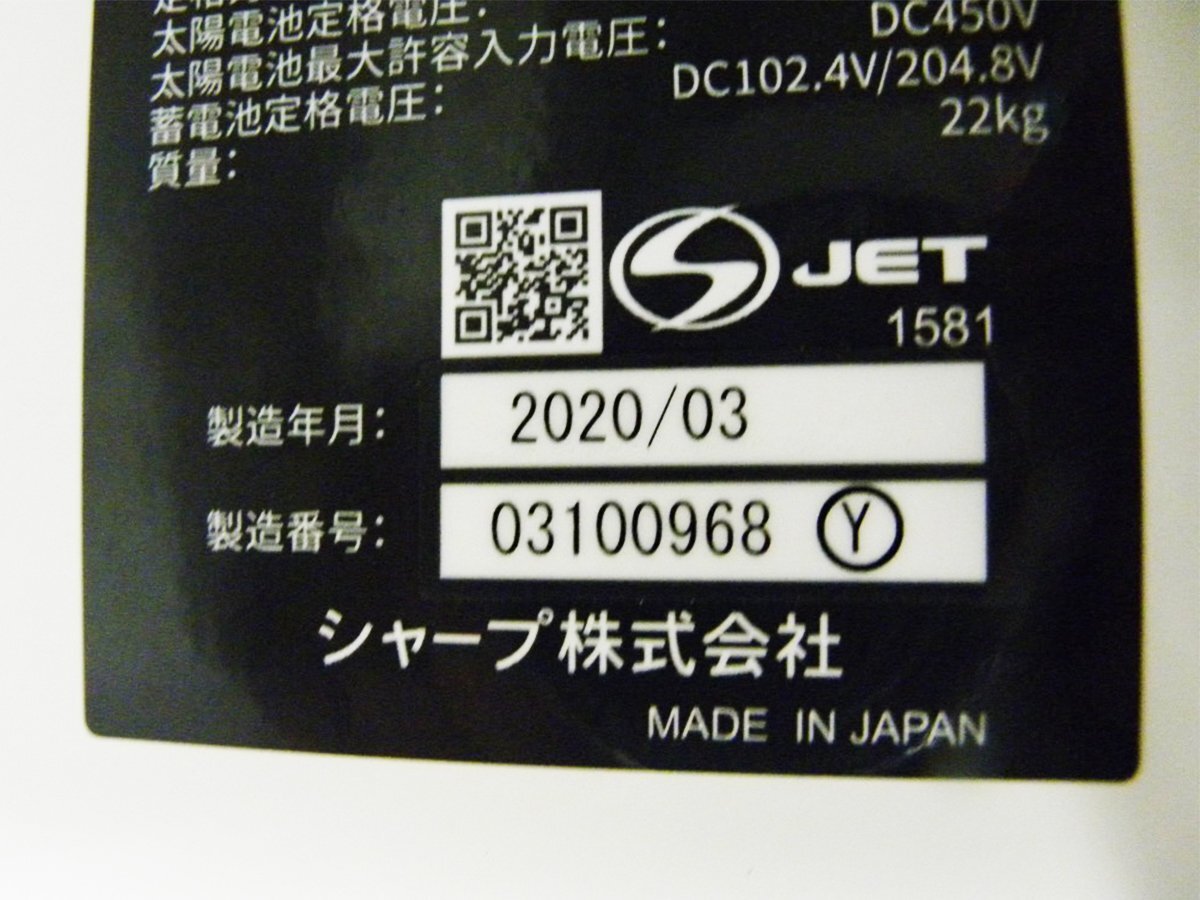 太陽電池定格電圧:
太陽電池最大許容入力電圧: DC450V
蓄電池定格電圧: DC102.4V/204.8V
質量: 22kg
JET
1581
製造年月: 2020/03
製造番号: 03100968 Ⓨ
シャープ株式会社
MADE IN JAPAN